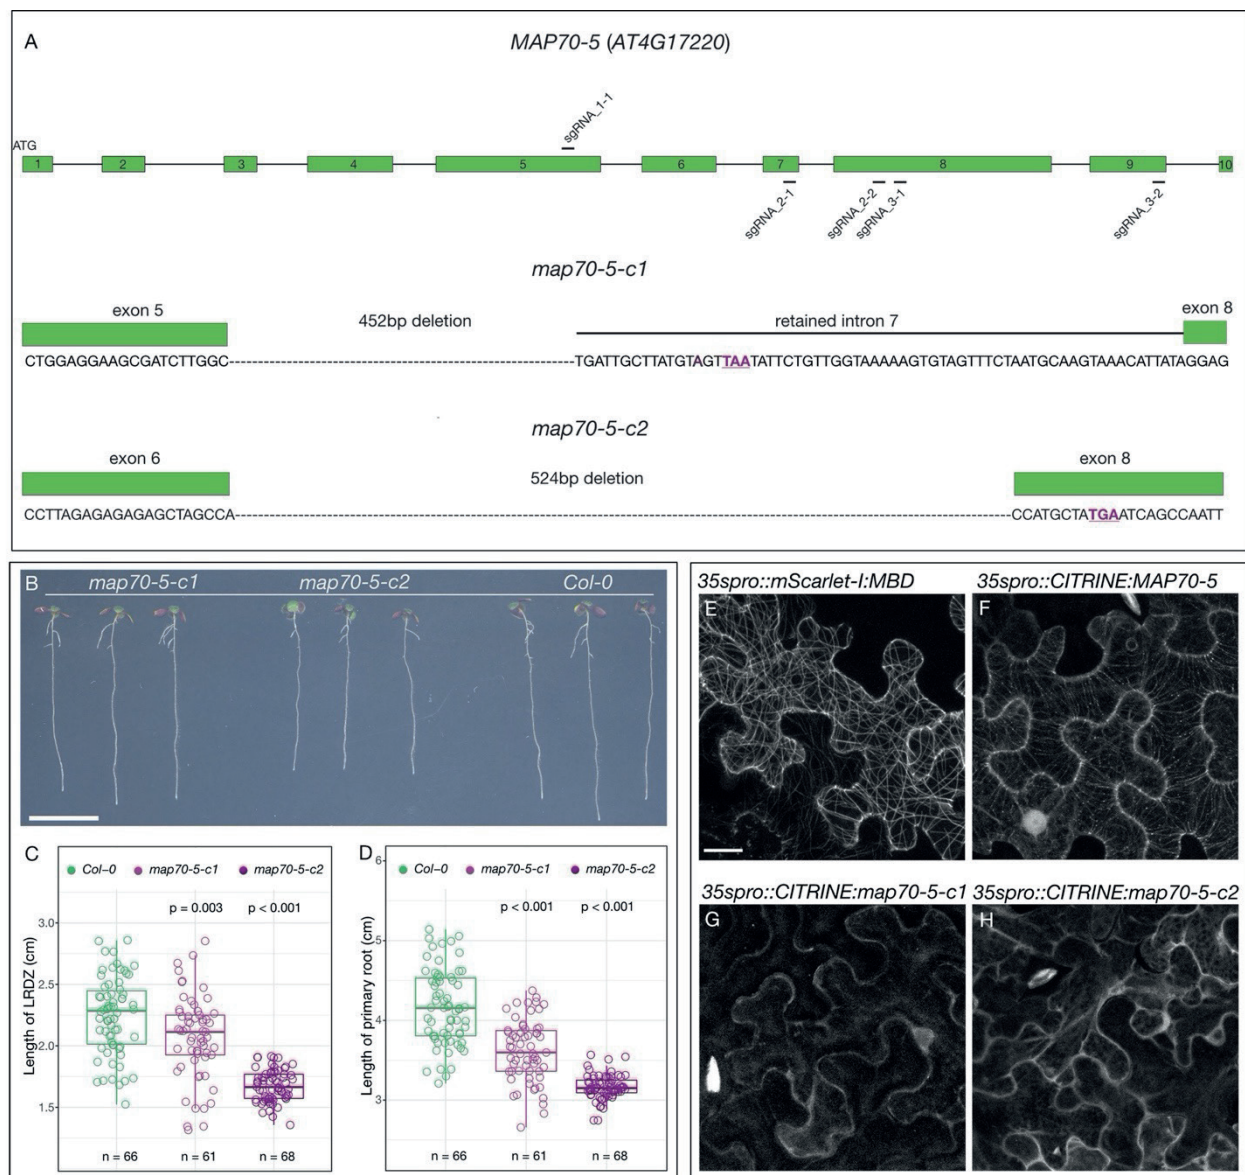 A
MAP70-5 (AT4G17220)
sgRNA_1-1
ATG
1 2 3 4 5 6 7 8 9 10
sgRNA_2-1
sgRNA_2-2
sgRNA_3-1
sgRNA_3-2
map70-5-c1
exon 5
452bp deletion
retained intron 7
exon 8
CTGGAGGAAGCGATCTTGGC--------------------TGATTGCTTATGTAGTTAATATTCTGTTGGTAAAAAGTGTAGTTTCTAATGCAAGTAAACATTATAGGAG
map70-5-c2
exon 6
524bp deletion
exon 8
CCTTAGAGAGAGAGCTAGCCA--------------------CCATGCTATGAATCAGCCAATT
B
map70-5-c1
map70-5-c2
Col-0
C
Col-0 map70-5-c1 map70-5-c2
p = 0.003 p < 0.001
Length of LRDZ (cm)
3.0
2.5
2.0
1.5
n = 66 n = 61 n = 68
D
Col-0 map70-5-c1 map70-5-c2
p < 0.001 p < 0.001
Length of primary root (cm)
6
5
4
3
n = 66 n = 61 n = 68
35spro::mScarlet-I:MBD
E
35spro::CITRINE:MAP70-5
F
35spro::CITRINE:map70-5-c1
G
35spro::CITRINE:map70-5-c2
H